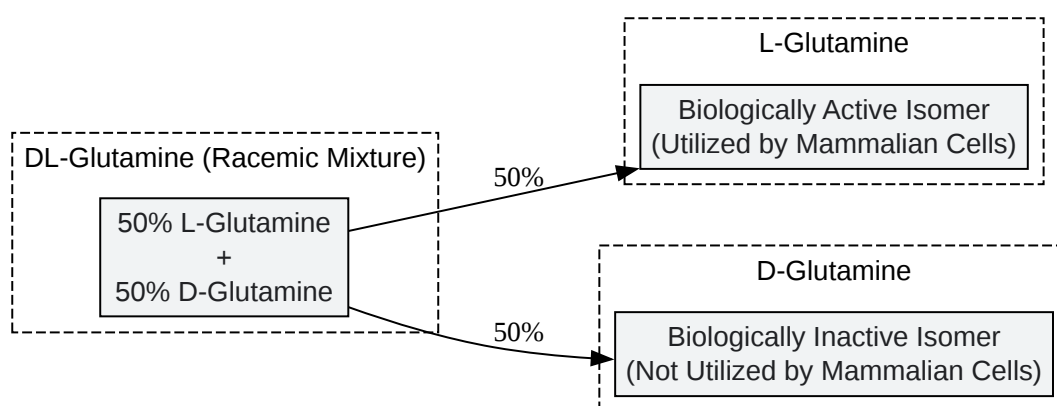 L-Glutamine
Biologically Active Isomer
(Utilized by Mammalian Cells)
DL-Glutamine (Racemic Mixture)
50% L-Glutamine
+
50% D-Glutamine
50%
50%
D-Glutamine
Biologically Inactive Isomer
(Not Utilized by Mammalian Cells)